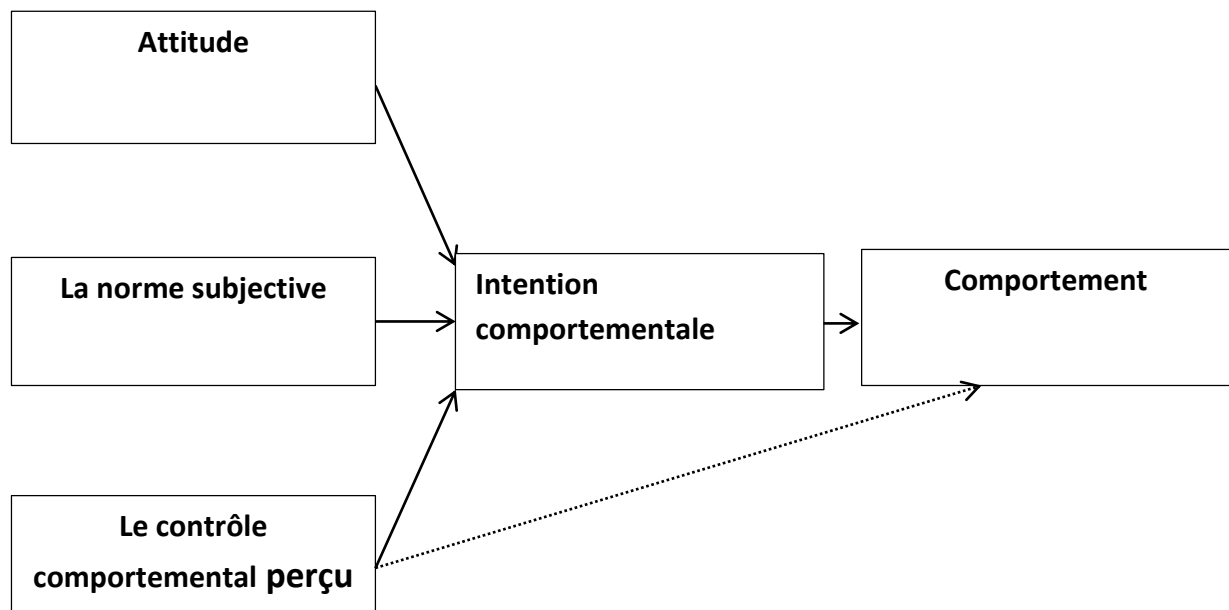 Attitude
La norme subjective
Intention
comportementale
Comportement
Le contrôle
comportemental perçu